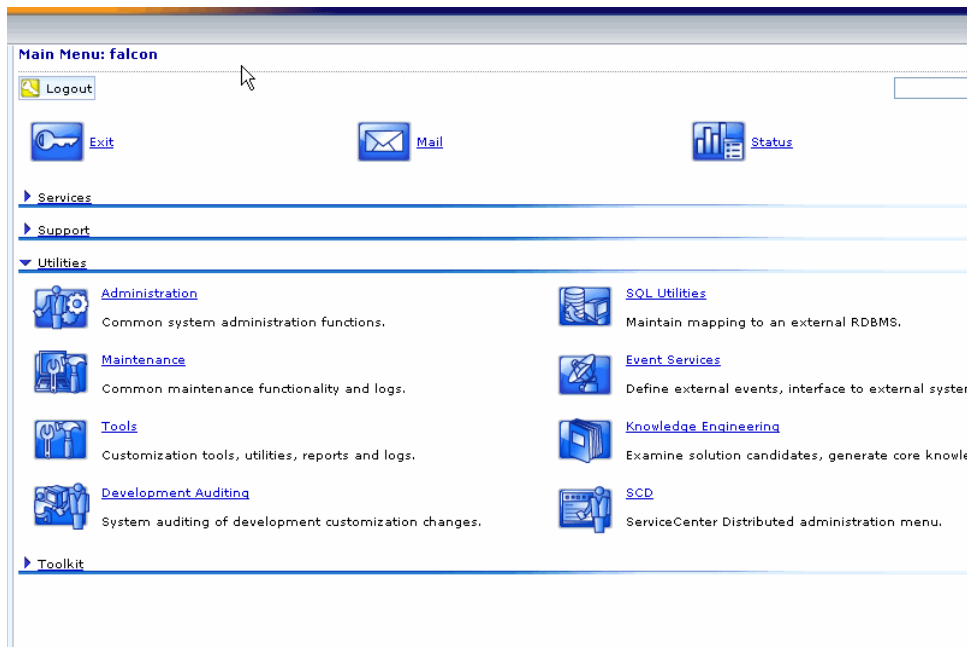 Main Menu: falcon
Logout
Exit
Mail
Status
Services
Support
Utilities
Administration
Common system administration functions.
SQL Utilities
Maintain mapping to an external RDBMS.
Maintenance
Common maintenance functionality and logs.
Event Services
Define external events, interface to external
Tools
Customization tools, utilities, reports and logs.
Knowledge Engineering
Examine solution candidates, generate core
Development Auditing
System auditing of development customization changes.
SCD
ServiceCenter Distributed administration menu.
Toolkit